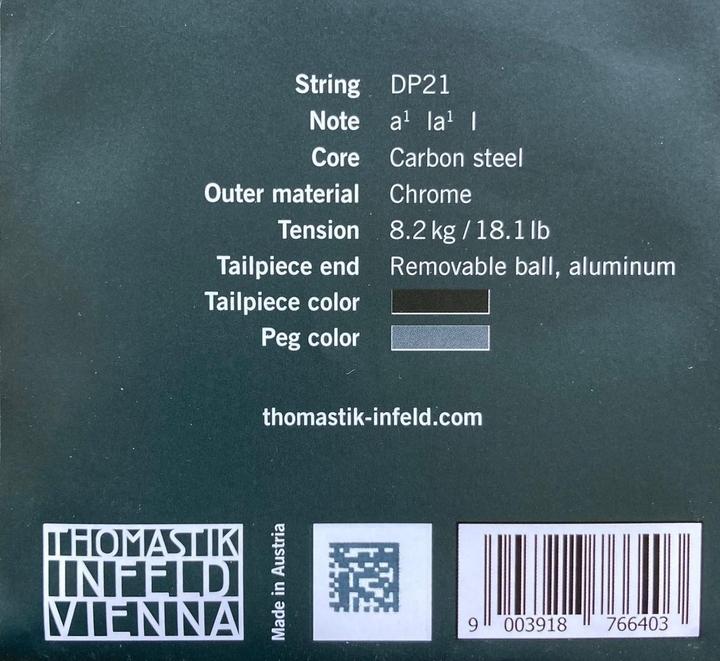 String DP21
Note a¹ la¹ I
Core Carbon steel
Outer material Chrome
Tension 8.2 kg / 18.1 lb
Tailpiece end Removable ball, aluminum
Tailpiece color
Peg color
thomastik-infeld.com
THOMASTIK
INFELD
VIENNA
Made in Austria
9 003918 766403